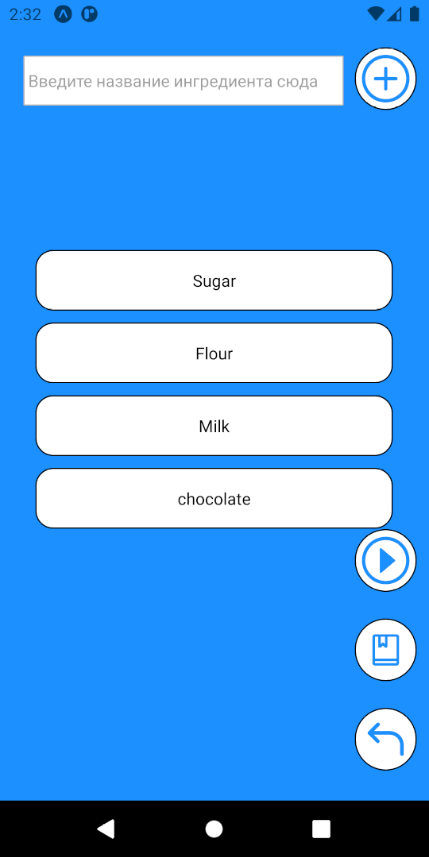 2:32
Введите название ингредиента сюда
Sugar
Flour
Milk
chocolate